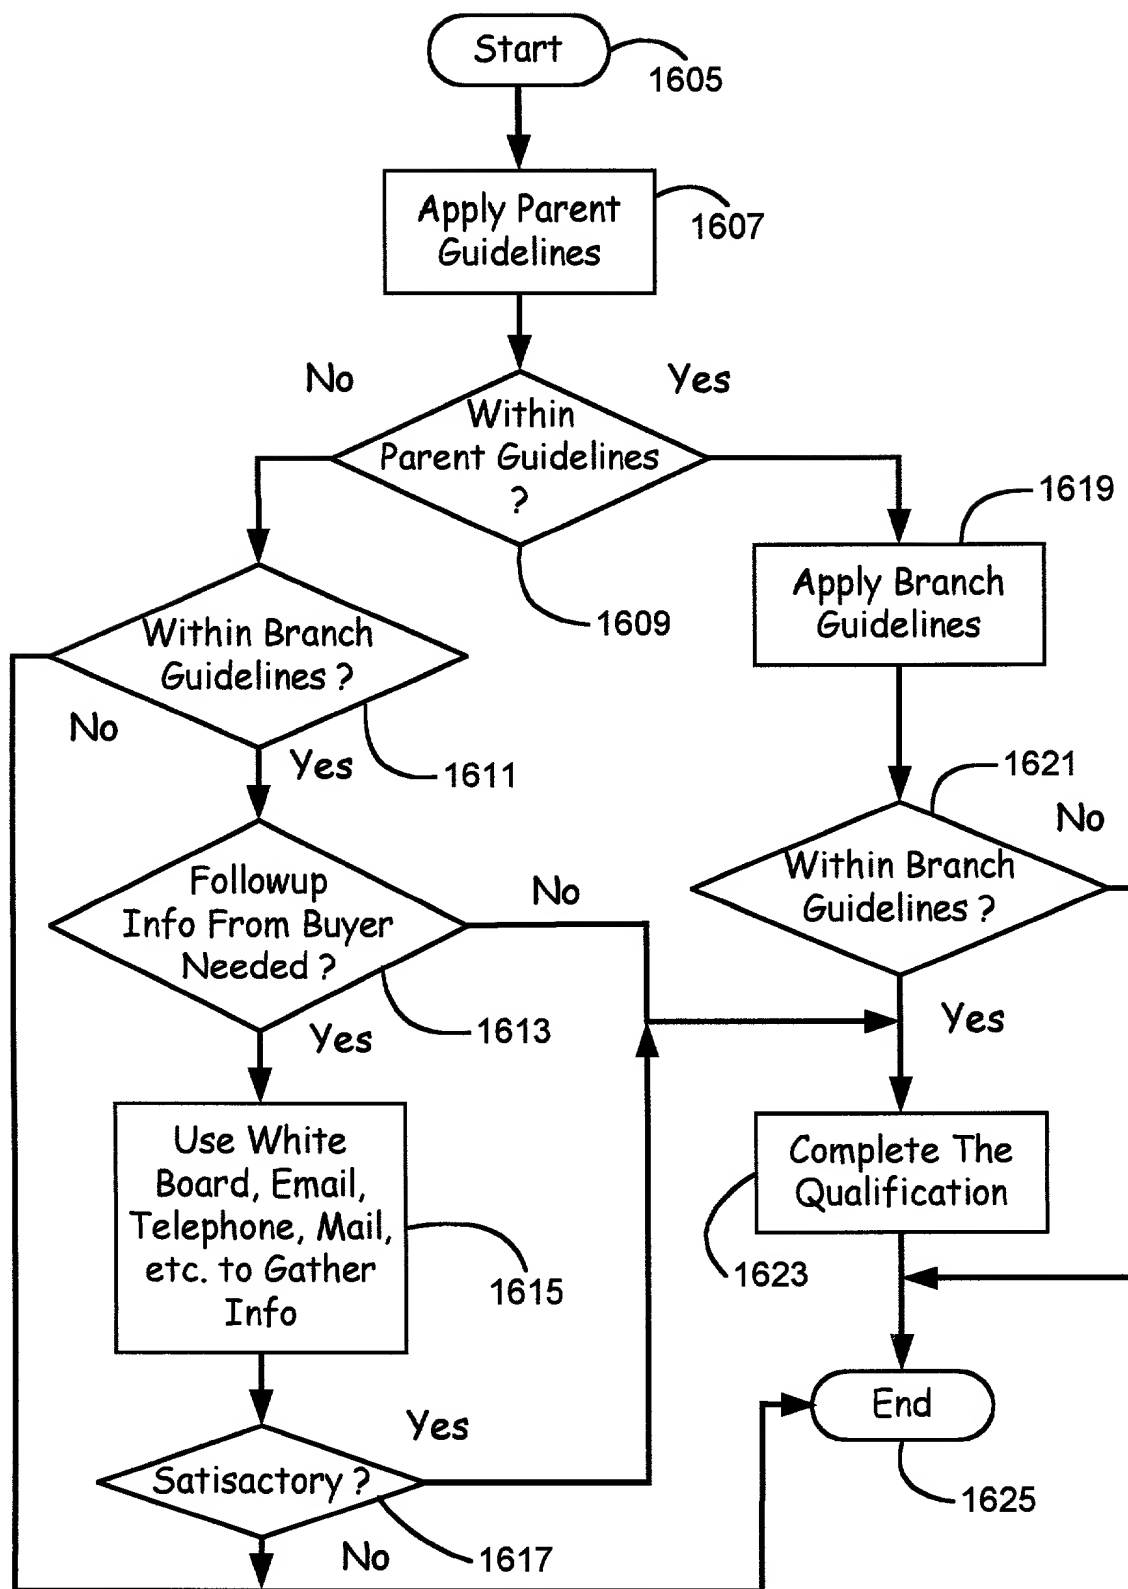 Start
1605
Apply Parent
Guidelines
1607
No
Yes
Within
Parent Guidelines
?
1609
1619
Apply Branch
Guidelines
Within Branch
Guidelines ?
No
Yes
1611
1621
No
Within Branch
Guidelines ?
Yes
Followup
Info From Buyer
Needed ?
No
Yes
1613
Use White
Board, Email,
Telephone, Mail,
etc. to Gather
Info
1615
Complete The
Qualification
1623
Yes
Satisactory ?
No
1617
End
1625